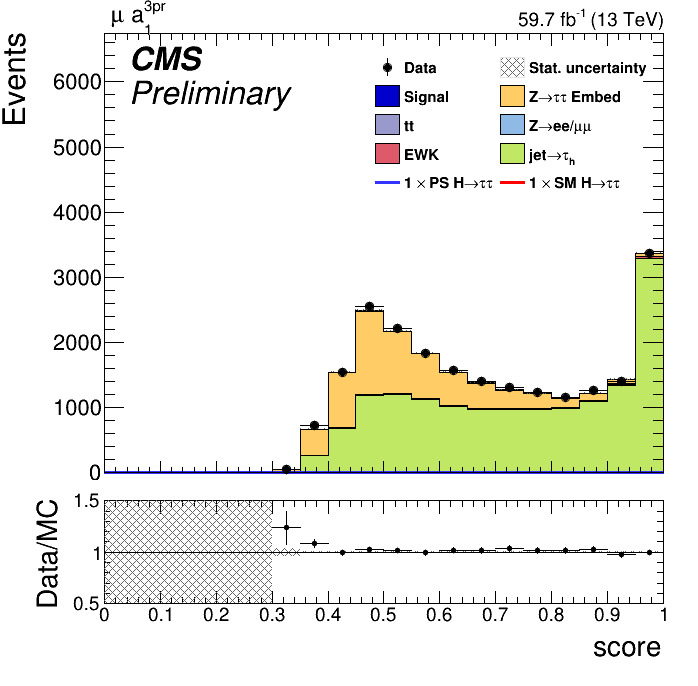 μ a₁³ᵖʳ
59.7 fb⁻¹ (13 TeV)
CMS
Preliminary
Data
Stat. uncertainty
Signal
Z→ττ Embed
tt
Z→ee/μμ
EWK
jet→τₕ
1 × PS H→ττ
1 × SM H→ττ
Events
6000
5000
4000
3000
2000
1000
0
Data/MC
1.5
1
0.5
0 0.1 0.2 0.3 0.4 0.5 0.6 0.7 0.8 0.9 1
score